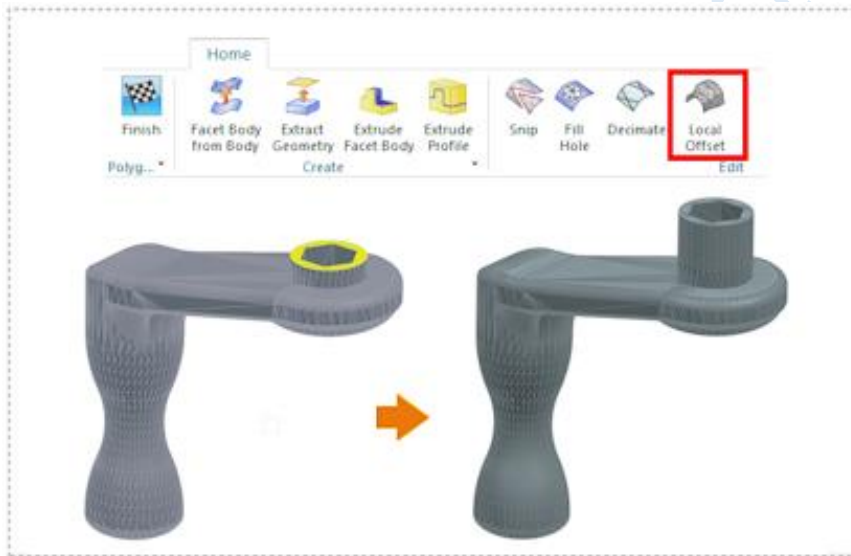 Home
Finish
Facet Body
from Body
Extract
Geometry
Extrude
Facet Body
Extrude
Profile
Snip
Fill
Hole
Decimate
Local
Offset
Polyg...
Create
Edit